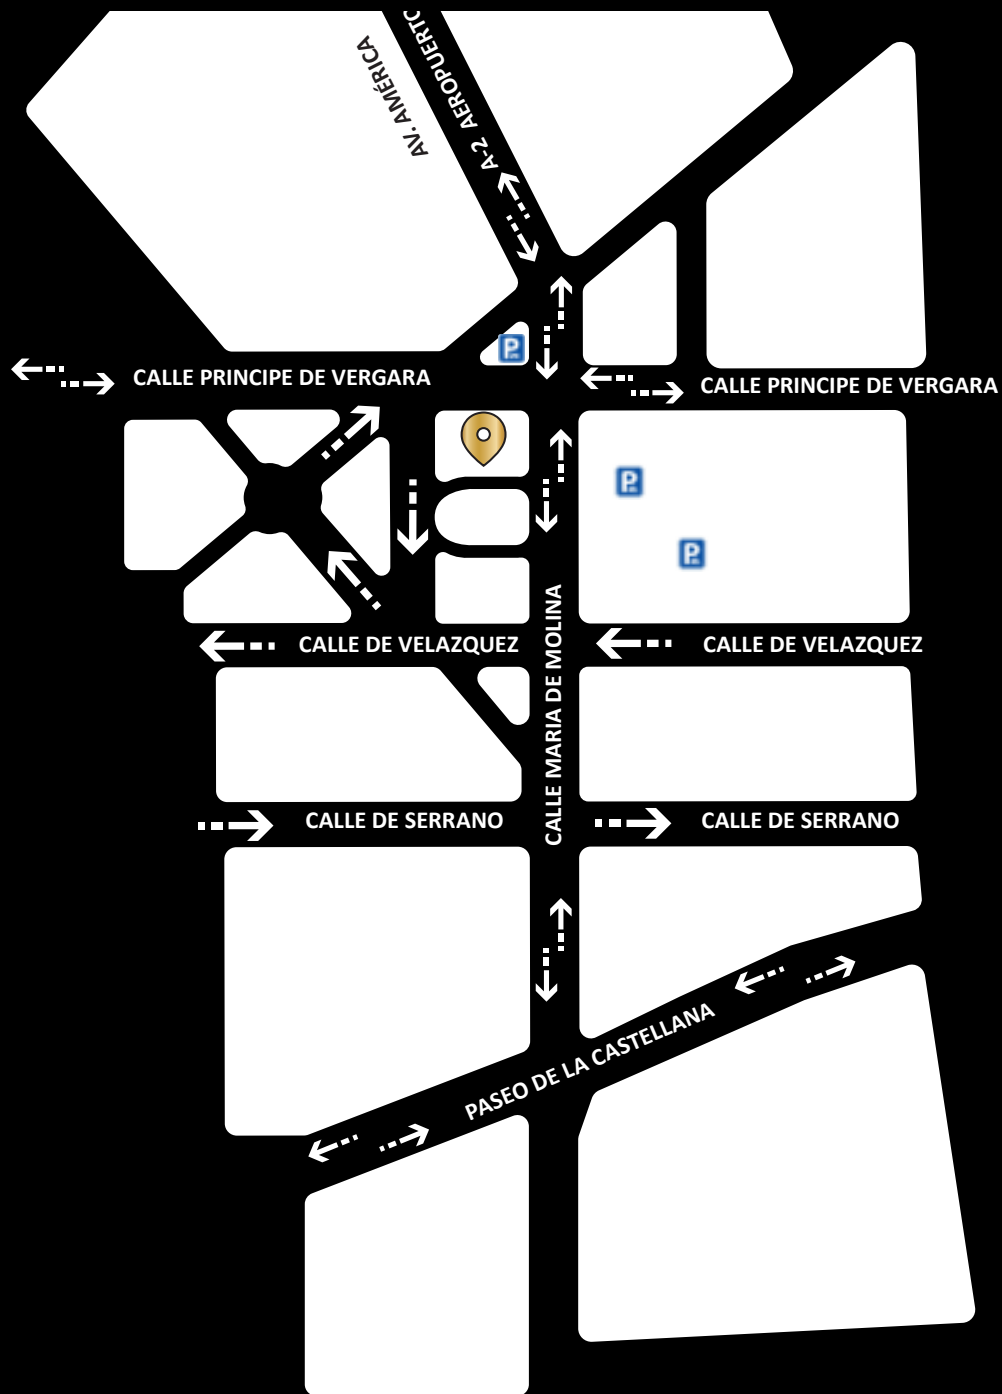 AV. AMÉRICA
A-2 AEROPUERTO
P
CALLE PRINCIPE DE VERGARA
CALLE PRINCIPE DE VERGARA
P
P
CALLE DE VELAZQUEZ
CALLE DE VELAZQUEZ
CALLE MARIA DE MOLINA
CALLE DE SERRANO
CALLE DE SERRANO
PASEO DE LA CASTELLANA